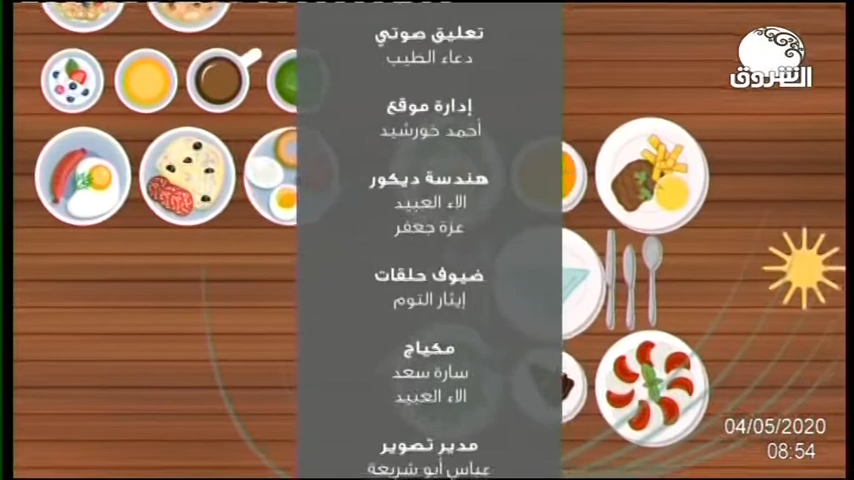 تعليق صوتي
دعاء الطيب
إدارة موقع
أحمد خورشيد
هندسة ديكور
الاء العبيد
عزة جعفر
ضيوف حلقات
إيثار التوم
مكياج
سارة سعد
الاء العبيد
مدير تصوير
عباس أبو شريعة
الشروق
04/05/2020
08:54